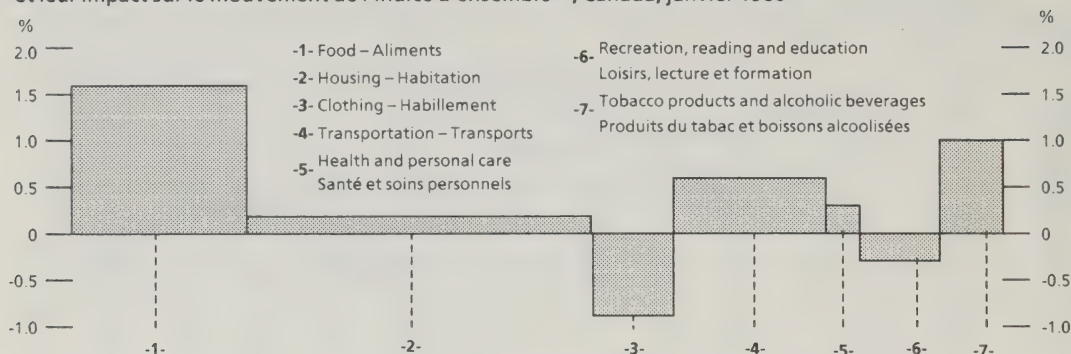 et leur impact sur le mouvement de l'indice d'ensemble , Canada, janvier
% %
2.0 2.0
1.5 1.5
1.0 1.0
0.5 0.5
0 0
-0.5 -0.5
-1.0 -1.0
-1- Food – Aliments
-2- Housing – Habitation
-3- Clothing – Habillement
-4- Transportation – Transports
-5- Health and personal care
Santé et soins personnels
-6- Recreation, reading and education
Loisirs, lecture et formation
-7- Tobacco products and alcoholic beverages
Produits du tabac et boissons alcoolisées
-1- -2- -3- -4- -5- -6- -7-